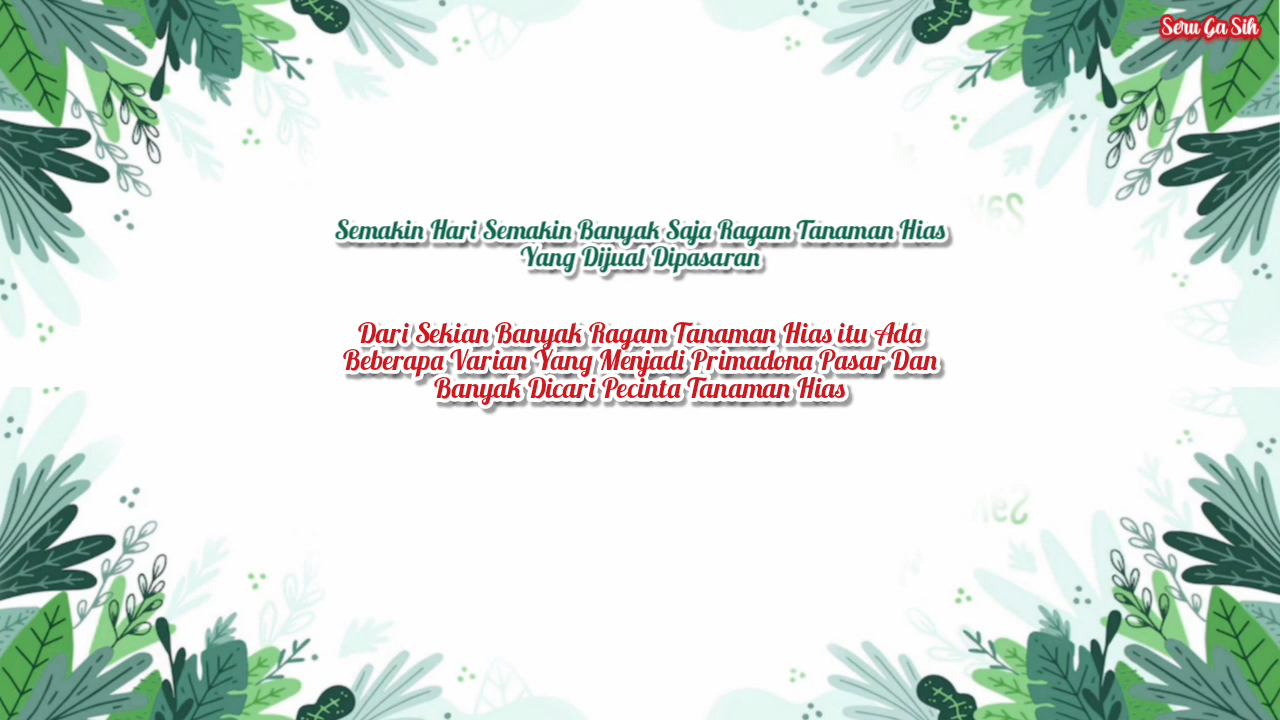 Seru Ga Sih
Semakin Hari Semakin Banyak Saja Ragam Tanaman Hias
Yang Dijual Dipasaran
Dari Sekian Banyak Ragam Tanaman Hias itu Ada
Beberapa Varian Yang Menjadi Primadona Pasar Dan
Banyak Dicari Pecinta Tanaman Hias